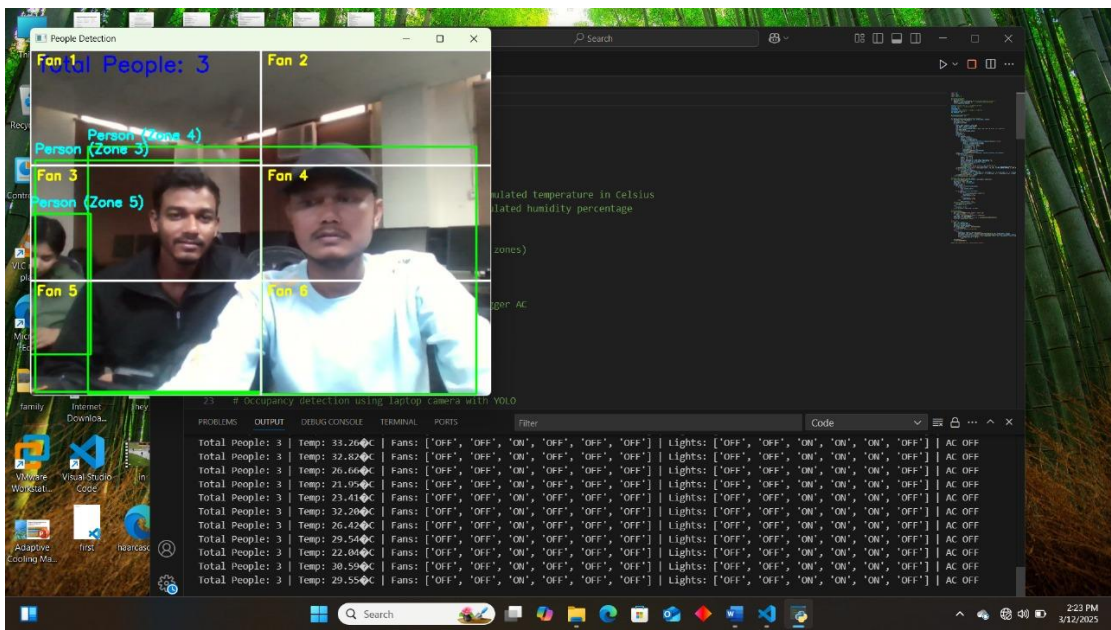 People Detection
Search
Fan 1
Total People: 3
Fan 2
Person (Zone 4)
Person (Zone 3)
Fan 3
Fan 4
Person (Zone 5)
Fan 5
Fan 6
mulated temperature in Celsius
lated humidity percentage
zones)
gger AC
23 # Occupancy detection using laptop camera with YOLO
PROBLEMS OUTPUT DEBUG CONSOLE TERMINAL PORTS Filter Code
Total People: 3 | Temp: 33.26�C | Fans: ['OFF', 'OFF', 'ON', 'OFF', 'OFF', 'OFF'] | Lights: ['OFF', 'OFF', 'ON', 'ON', 'ON', 'OFF'] | AC OFF
Total People: 3 | Temp: 32.82�C | Fans: ['OFF', 'OFF', 'ON', 'OFF', 'OFF', 'OFF'] | Lights: ['OFF', 'OFF', 'ON', 'ON', 'ON', 'OFF'] | AC OFF
Total People: 3 | Temp: 26.66�C | Fans: ['OFF', 'OFF', 'ON', 'OFF', 'OFF', 'OFF'] | Lights: ['OFF', 'OFF', 'ON', 'ON', 'ON', 'OFF'] | AC OFF
Total People: 3 | Temp: 21.95�C | Fans: ['OFF', 'OFF', 'ON', 'OFF', 'OFF', 'OFF'] | Lights: ['OFF', 'OFF', 'ON', 'ON', 'ON', 'OFF'] | AC OFF
Total People: 3 | Temp: 23.41�C | Fans: ['OFF', 'OFF', 'ON', 'OFF', 'OFF', 'OFF'] | Lights: ['OFF', 'OFF', 'ON', 'ON', 'ON', 'OFF'] | AC OFF
Total People: 3 | Temp: 32.20�C | Fans: ['OFF', 'OFF', 'ON', 'OFF', 'OFF', 'OFF'] | Lights: ['OFF', 'OFF', 'ON', 'ON', 'ON', 'OFF'] | AC OFF
Total People: 3 | Temp: 26.42�C | Fans: ['OFF', 'OFF', 'ON', 'OFF', 'OFF', 'OFF'] | Lights: ['OFF', 'OFF', 'ON', 'ON', 'ON', 'OFF'] | AC OFF
Total People: 3 | Temp: 29.54�C | Fans: ['OFF', 'OFF', 'ON', 'OFF', 'OFF', 'OFF'] | Lights: ['OFF', 'OFF', 'ON', 'ON', 'ON', 'OFF'] | AC OFF
Total People: 3 | Temp: 22.04�C | Fans: ['OFF', 'OFF', 'ON', 'OFF', 'OFF', 'OFF'] | Lights: ['OFF', 'OFF', 'ON', 'ON', 'ON', 'OFF'] | AC OFF
Total People: 3 | Temp: 30.59�C | Fans: ['OFF', 'OFF', 'ON', 'OFF', 'OFF', 'OFF'] | Lights: ['OFF', 'OFF', 'ON', 'ON', 'ON', 'OFF'] | AC OFF
Total People: 3 | Temp: 29.55�C | Fans: ['OFF', 'OFF', 'ON', 'OFF', 'OFF', 'OFF'] | Lights: ['OFF', 'OFF', 'ON', 'ON', 'ON', 'OFF'] | AC OFF
family Internet hey
Downloa...
VMware Visual Studio in
Workstati... Code
Adaptive first haarcasc
Cooling Ma...
Search
2:23 PM
3/12/2025